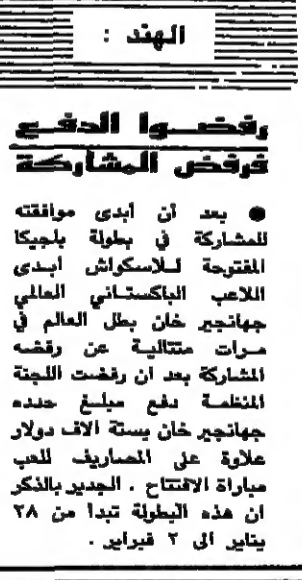 الهند :
رفضوا الدفع
فرفض المشاركة
● بعد أن أبدى موافقته
للمشاركة في بطولة بلجيكا
المفتوحة للاسكواش أبدى
اللاعب الباكستاني العالمي
جهانجير خان بطل العالم في
مرات متتالية عن رفضه
المشاركة بعد ان رفضت اللجنة
المنظمة دفع مبلغ حدده
جهانجير خان بستة الاف دولار
علاوة على المصاريف للعب
مباراة الافتتاح . الجدير بالذكر
ان هذه البطولة تبدأ من ٢٨
يناير الى ٢ فبراير .